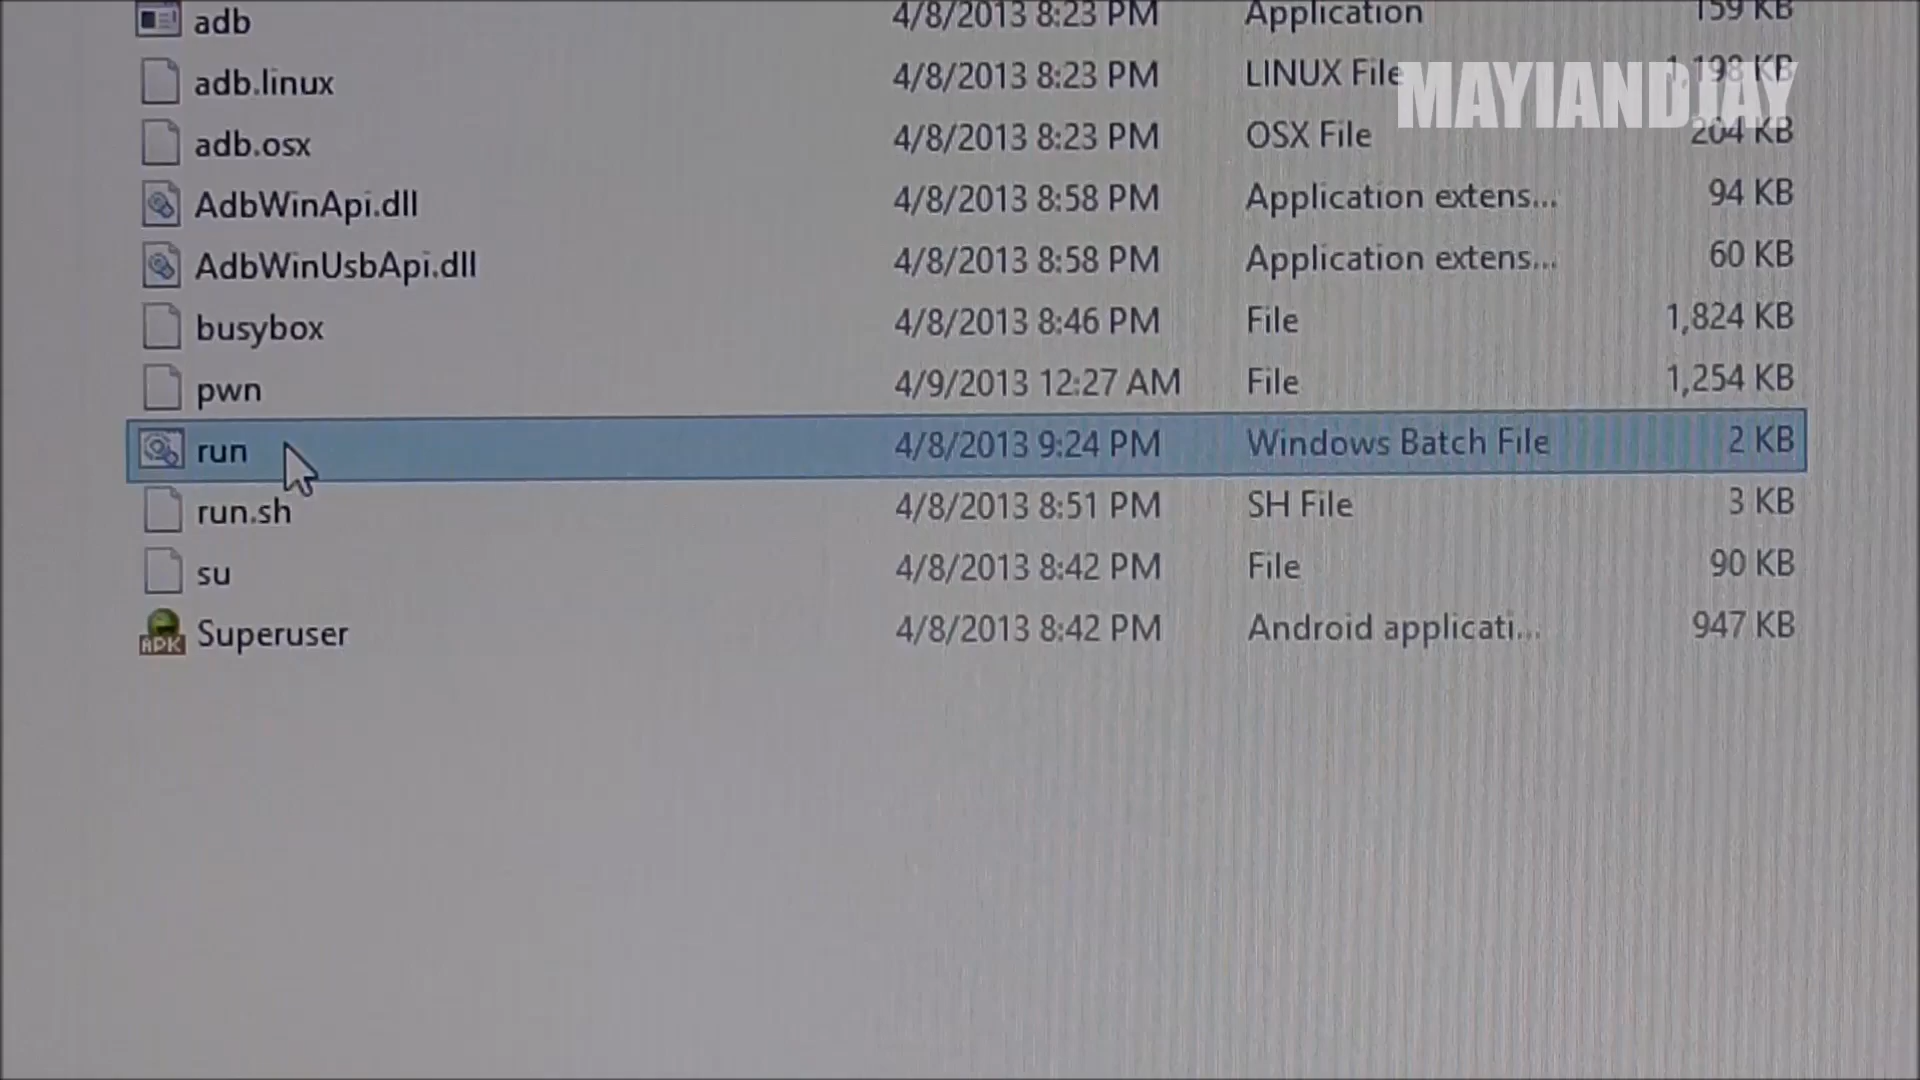 adb 4/8/2013 8:23 PM Application 159 KB
adb.linux 4/8/2013 8:23 PM LINUX File 1,198 KB
MAYIANDJAY
adb.osx 4/8/2013 8:23 PM OSX File 204 KB
AdbWinApi.dll 4/8/2013 8:58 PM Application extens... 94 KB
AdbWinUsbApi.dll 4/8/2013 8:58 PM Application extens... 60 KB
busybox 4/8/2013 8:46 PM File 1,824 KB
pwn 4/9/2013 12:27 AM File 1,254 KB
run 4/8/2013 9:24 PM Windows Batch File 2 KB
run.sh 4/8/2013 8:51 PM SH File 3 KB
su 4/8/2013 8:42 PM File 90 KB
APK Superuser 4/8/2013 8:42 PM Android applicati... 947 KB